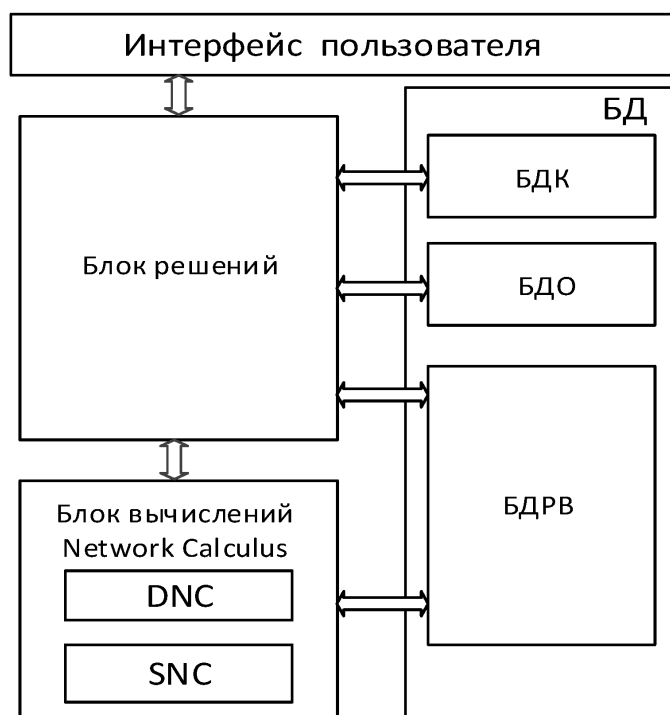 Интерфейс пользователя
БД
БДК
Блок решений
БДО
БДРВ
Блок вычислений
Network Calculus
DNC
SNC